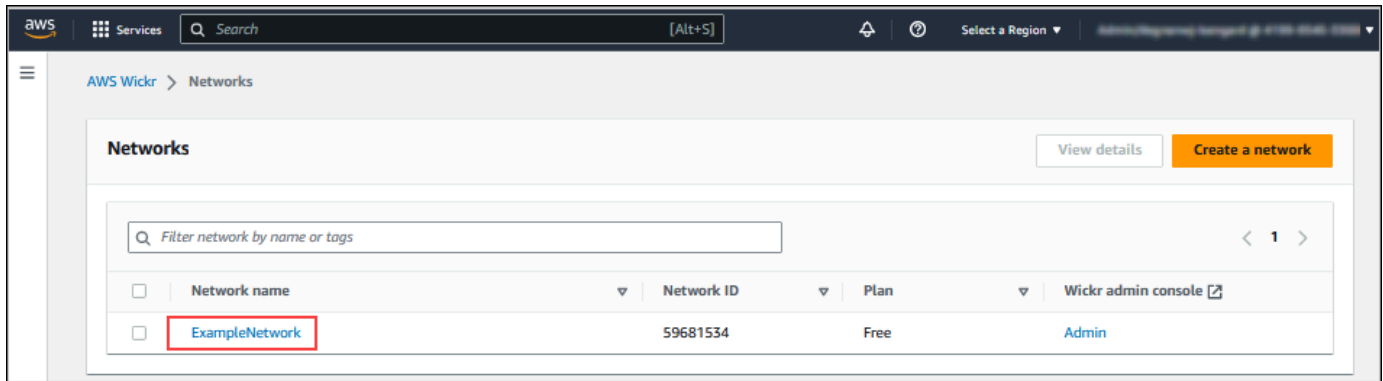 aws Services Search [Alt+S] Select a Region
AWS Wickr > Networks
Networks View details Create a network
Filter network by name or tags 1
Network name Network ID Plan Wickr admin console
ExampleNetwork 59681534 Free Admin